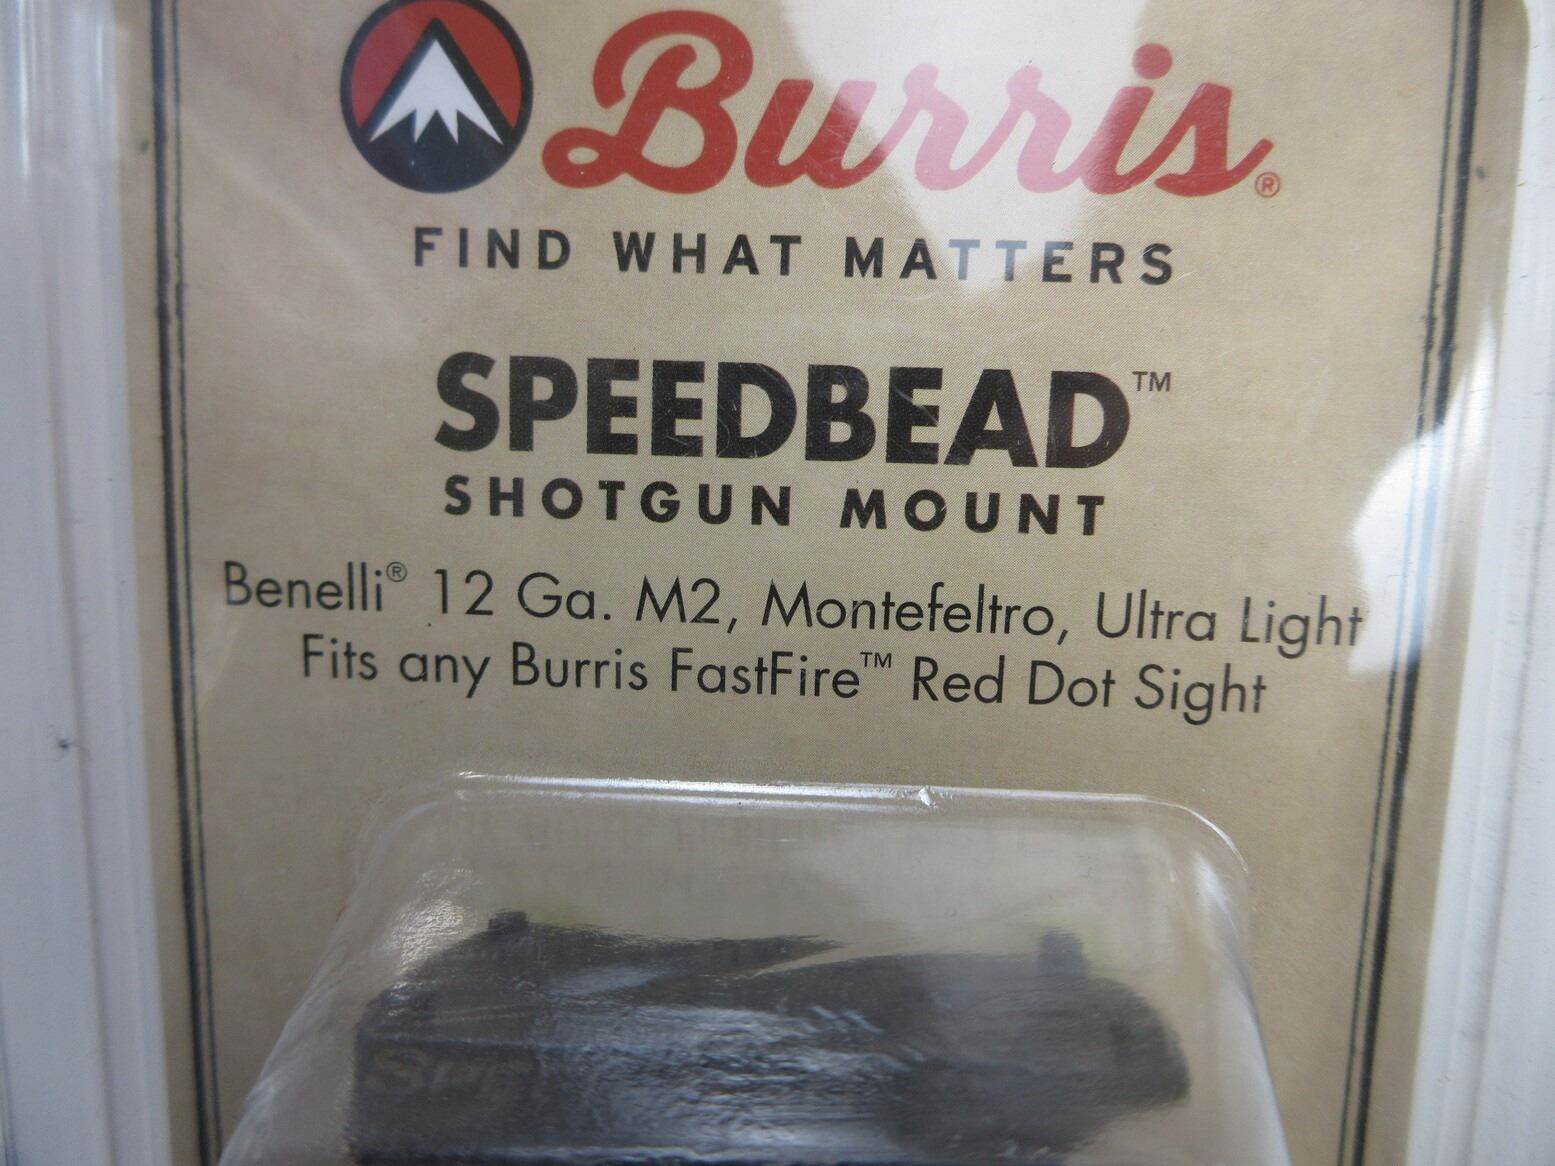 Burris®
FIND WHAT MATTERS
SPEEDBEAD™
SHOTGUN MOUNT
Benelli® 12 Ga. M2, Montefeltro, Ultra Light
Fits any Burris FastFire™ Red Dot Sight